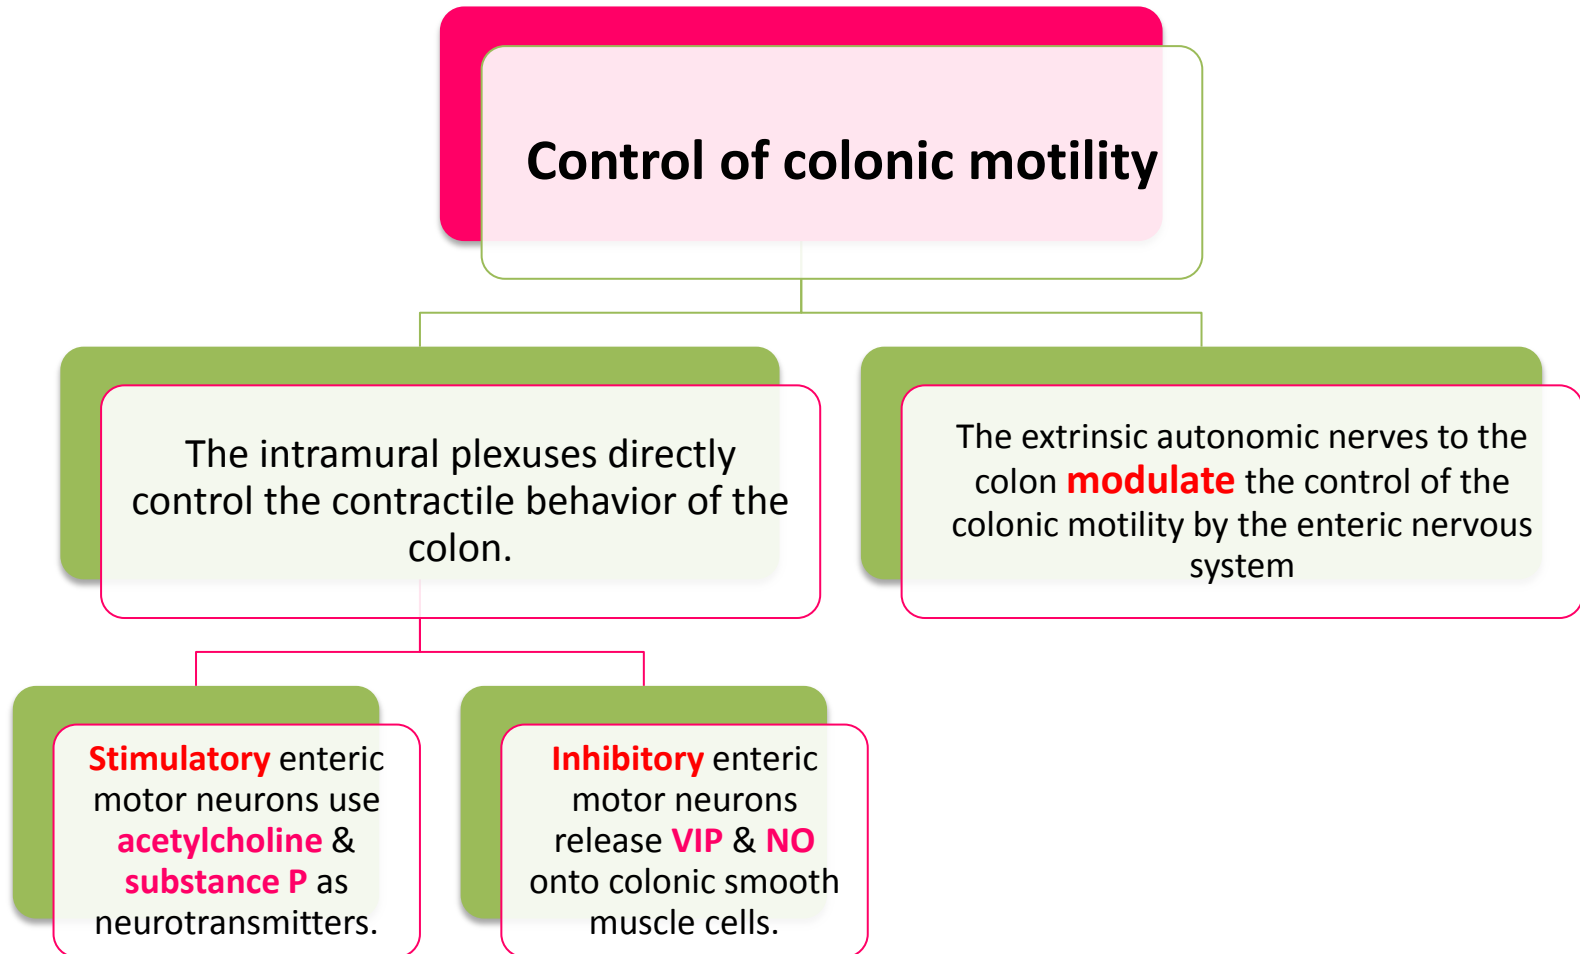 Control of colonic motility
The intramural plexuses directly
control the contractile behavior of the
colon.
The extrinsic autonomic nerves to the
colon modulate the control of the
colonic motility by the enteric nervous
system
Stimulatory enteric
motor neurons use
acetylcholine &
substance P as
neurotransmitters.
Inhibitory enteric
motor neurons
release VIP & NO
onto colonic smooth
muscle cells.